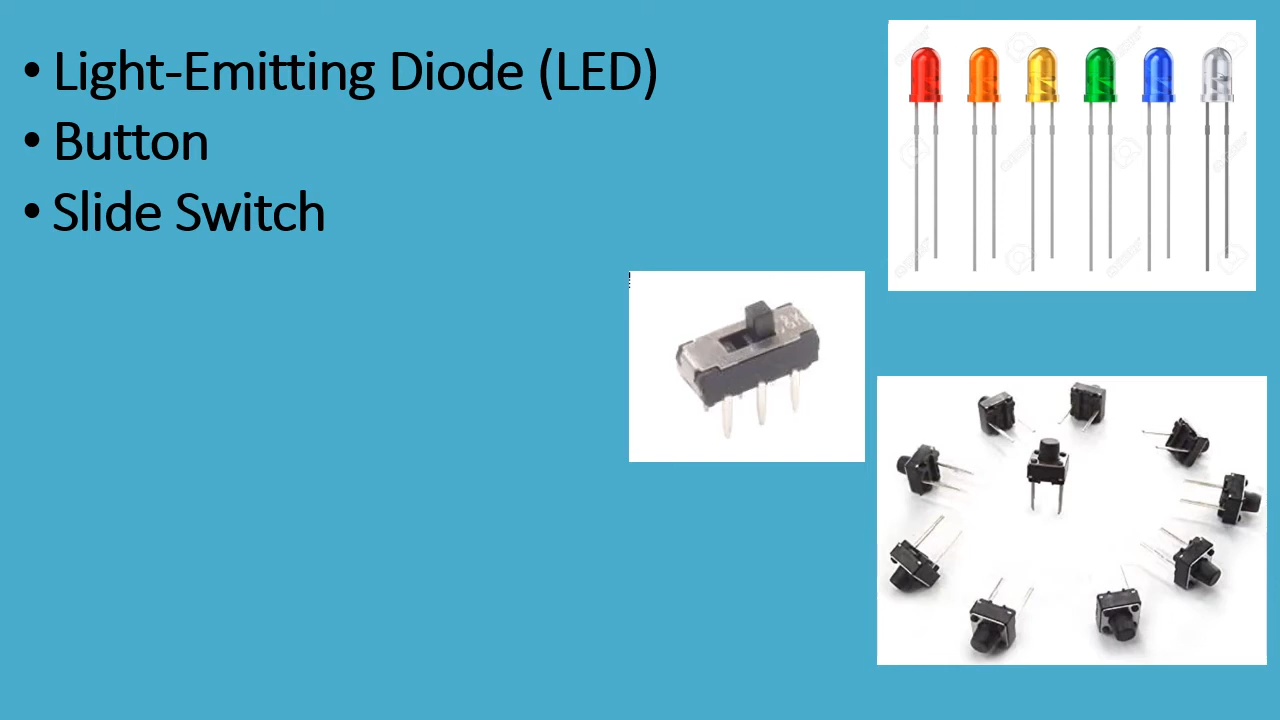 • Light-Emitting Diode (LED)
• Button
• Slide Switch